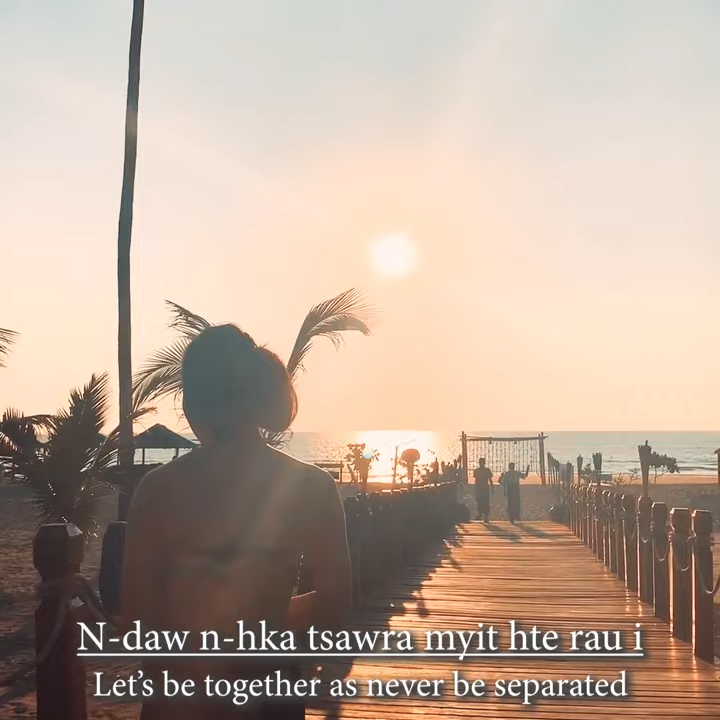 N-daw n-hka tsawra myit hte rau i
Let's be together as never be separated